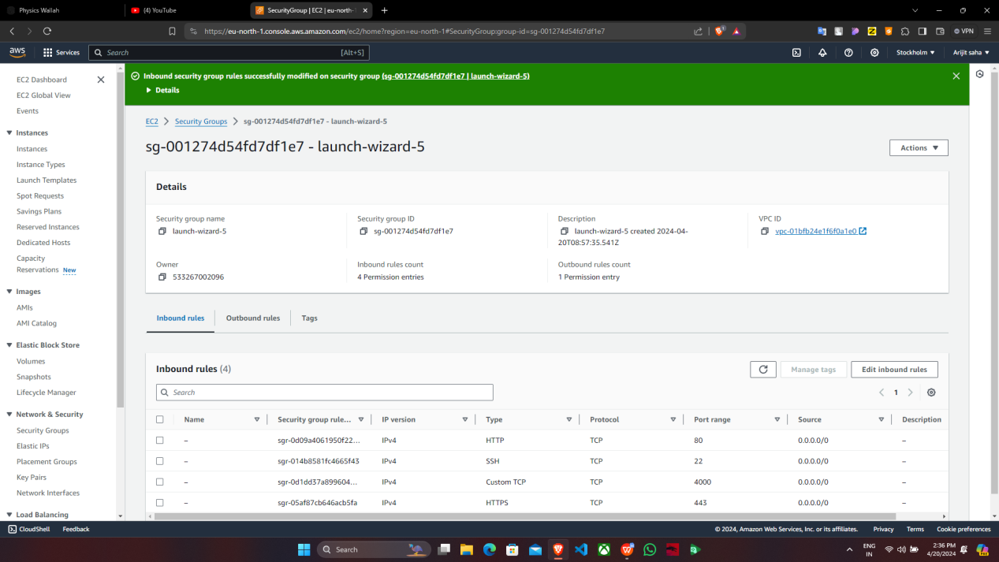 Physics Wallah
(4) YouTube
SecurityGroup | EC2 | eu-north-1
https://eu-north-1.console.aws.amazon.com/ec2/home?region=eu-north-1#SecurityGroup:group-id=sg-001274d54fd7df1e7
VPN
aws
Services
Search
[Alt+S]
Stockholm
Arijit saha
EC2 Dashboard
EC2 Global View
Events
Instances
Instances
Instance Types
Launch Templates
Spot Requests
Savings Plans
Reserved Instances
Dedicated Hosts
Capacity
Reservations New
Images
AMIs
AMI Catalog
Elastic Block Store
Volumes
Snapshots
Lifecycle Manager
Network & Security
Security Groups
Elastic IPs
Placement Groups
Key Pairs
Network Interfaces
Load Balancing
Inbound security group rules successfully modified on security group (sg-001274d54fd7df1e7 | launch-wizard-5)
Details
EC2 > Security Groups > sg-001274d54fd7df1e7 - launch-wizard-5
sg-001274d54fd7df1e7 - launch-wizard-5
Actions
Details
Security group name
launch-wizard-5
Security group ID
sg-001274d54fd7df1e7
Description
launch-wizard-5 created 2024-04-
20T08:57:35.541Z
VPC ID
vpc-01bfb24e1f6f0a1e0
Owner
533267002096
Inbound rules count
4 Permission entries
Outbound rules count
1 Permission entry
Inbound rules
Outbound rules
Tags
Inbound rules (4)
Manage tags
Edit inbound rules
Search
1
Name Security group rule... IP version Type Protocol Port range Source Description
– sgr-0d09a4061950f22... IPv4 HTTP TCP 80 0.0.0.0/0 –
– sgr-014b8581fc4665f43 IPv4 SSH TCP 22 0.0.0.0/0 –
– sgr-0d1dd37a899604... IPv4 Custom TCP TCP 4000 0.0.0.0/0 –
– sgr-05af87cb646acb5fa IPv4 HTTPS TCP 443 0.0.0.0/0 –
CloudShell
Feedback
© 2024, Amazon Web Services, Inc. or its affiliates.
Privacy
Terms
Cookie preferences
Search
ENG
IN
2:36 PM
4/20/2024